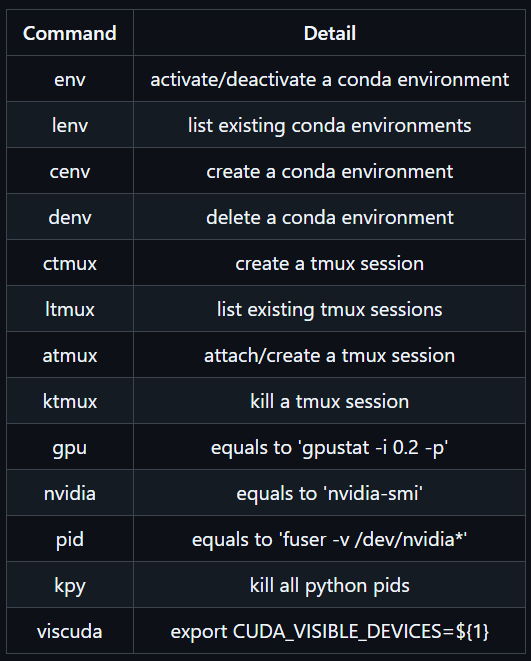 Command Detail
env activate/deactivate a conda environment
lenv list existing conda environments
cenv create a conda environment
denv delete a conda environment
ctmux create a tmux session
ltmux list existing tmux sessions
atmux attach/create a tmux session
ktmux kill a tmux session
gpu equals to 'gpustat -i 0.2 -p'
nvidia equals to 'nvidia-smi'
pid equals to 'fuser -v /dev/nvidia*'
kpy kill all python pids
viscuda export CUDA_VISIBLE_DEVICES=${1}